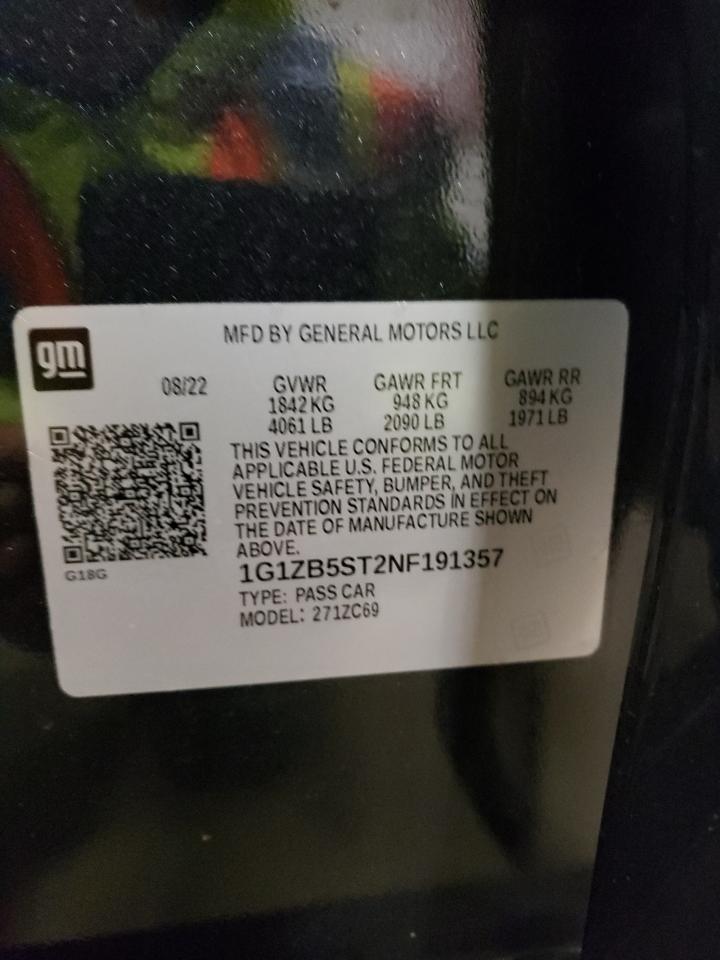 MFD BY GENERAL MOTORS LLC
gm
08/22
GVWR GAWR FRT GAWR RR
1842 KG 948 KG 894 KG
4061 LB 2090 LB 1971 LB
THIS VEHICLE CONFORMS TO ALL
APPLICABLE U.S. FEDERAL MOTOR
VEHICLE SAFETY, BUMPER, AND THEFT
PREVENTION STANDARDS IN EFFECT ON
THE DATE OF MANUFACTURE SHOWN
ABOVE.
G18G
1G1ZB5ST2NF191357
TYPE: PASS CAR
MODEL: 271ZC69